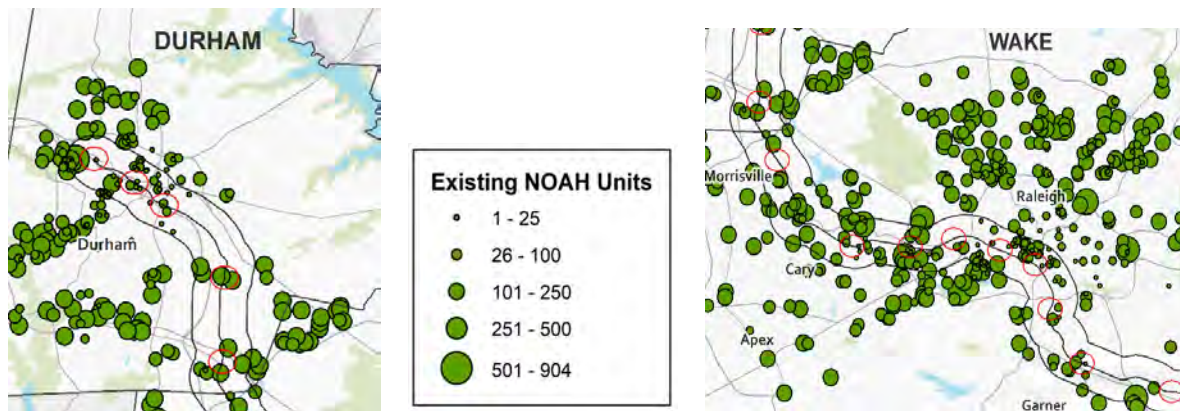 DURHAM
Durham
Existing NOAH Units
1 - 25
26 - 100
101 - 250
251 - 500
501 - 904
WAKE
Morrisville
Raleigh
Cary
Apex
Garner